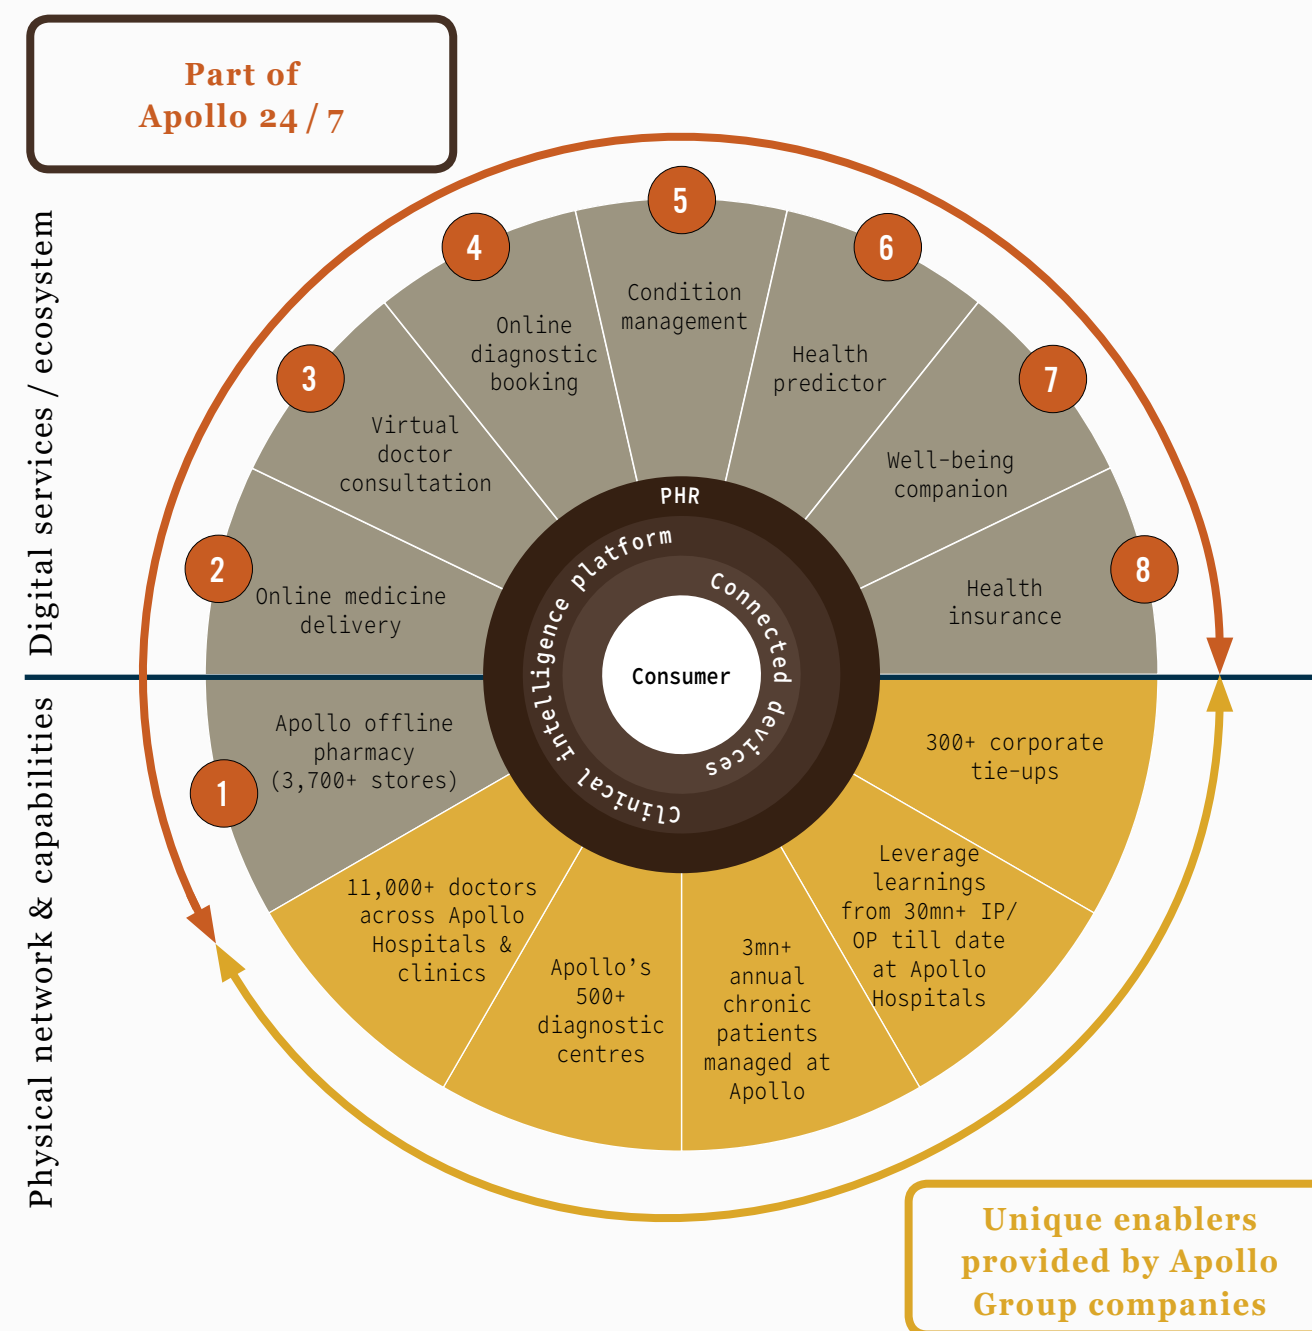 Part of
Apollo 24/7
Digital services / ecosystem
Physical network & capabilities
1
Apollo offline
pharmacy
(3,700+ stores)
2
Online medicine
delivery
3
Virtual
doctor
consultation
4
Online
diagnostic
booking
5
Condition
management
6
Health
predictor
7
Well-being
companion
8
Health
insurance
PHR
Clinical intelligence platform
Connected devices
Consumer
300+ corporate
tie-ups
Leverage
learnings
from 30mn+ IP/
OP till date
at Apollo
Hospitals
3mn+
annual
chronic
patients
managed at
Apollo
Apollo’s
500+
diagnostic
centres
11,000+ doctors
across Apollo
Hospitals &
clinics
Unique enablers
provided by Apollo
Group companies